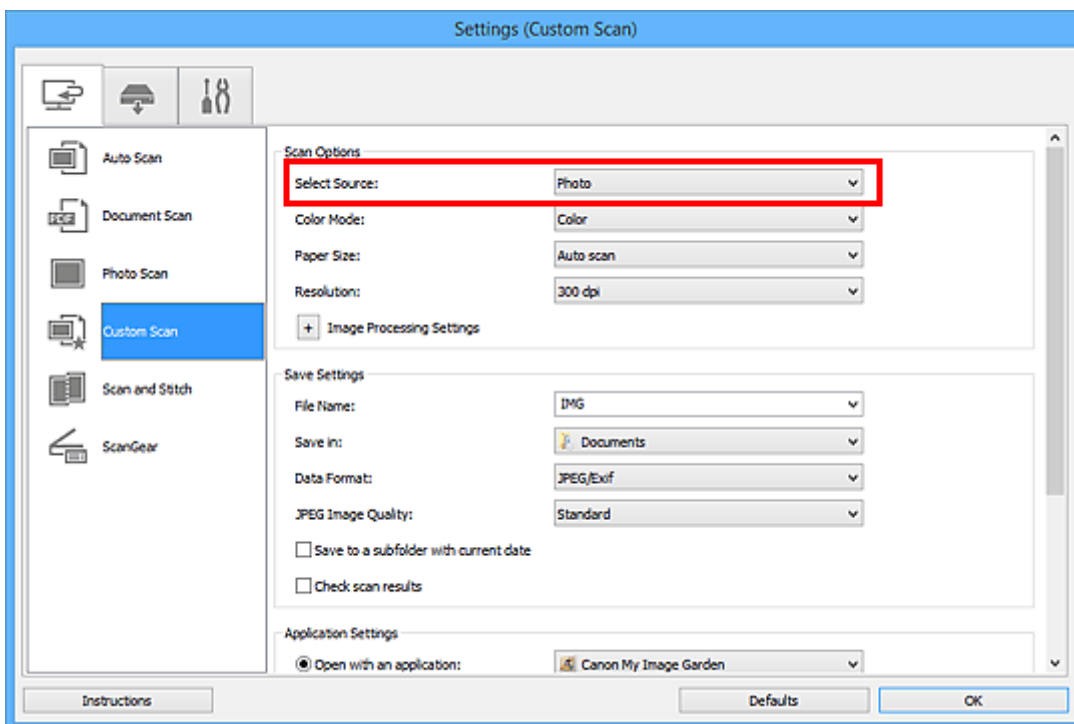 Settings (Custom Scan)
Auto Scan
Document Scan
Photo Scan
Custom Scan
Scan and Stitch
ScanGear
Scan Options
Select Source: Photo
Color Mode: Color
Paper Size: Auto scan
Resolution: 300 dpi
+ Image Processing Settings
Save Settings
File Name: IMG
Save in: Documents
Data Format: JPEG/Exif
JPEG Image Quality: Standard
Save to a subfolder with current date
Check scan results
Application Settings
Open with an application: Canon My Image Garden
Instructions Defaults OK